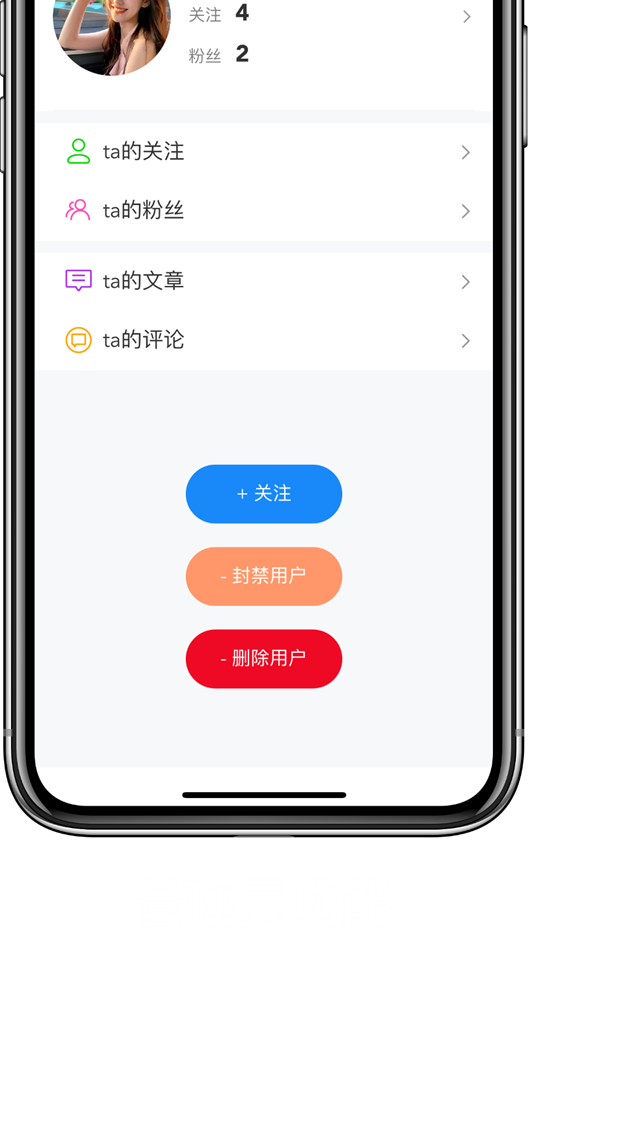 关注 4
粉丝 2
ta的关注
ta的粉丝
ta的文章
ta的评论
+ 关注
- 封禁用户
- 删除用户